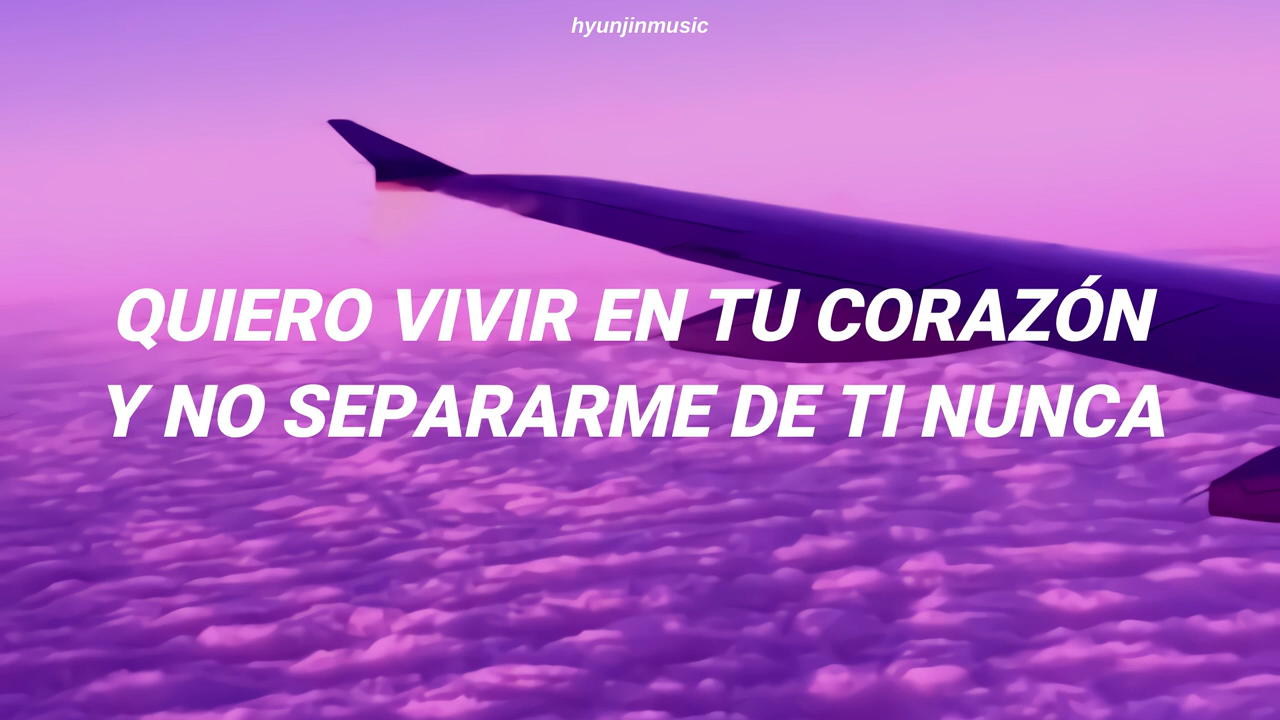 hyunjinmusic
QUIERO VIVIR EN TU CORAZÓN
Y NO SEPARARME DE TI NUNCA